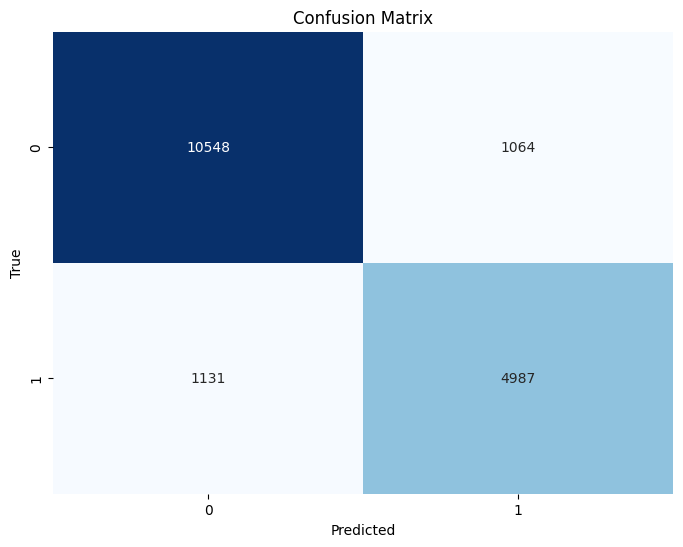 Confusion Matrix
0
10548
1064
True
1
1131
4987
0
1
Predicted